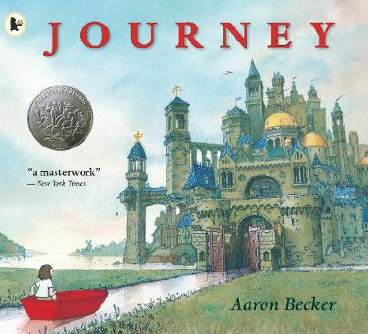 JOURNEY
“a masterwork”
— New York Times
Aaron Becker